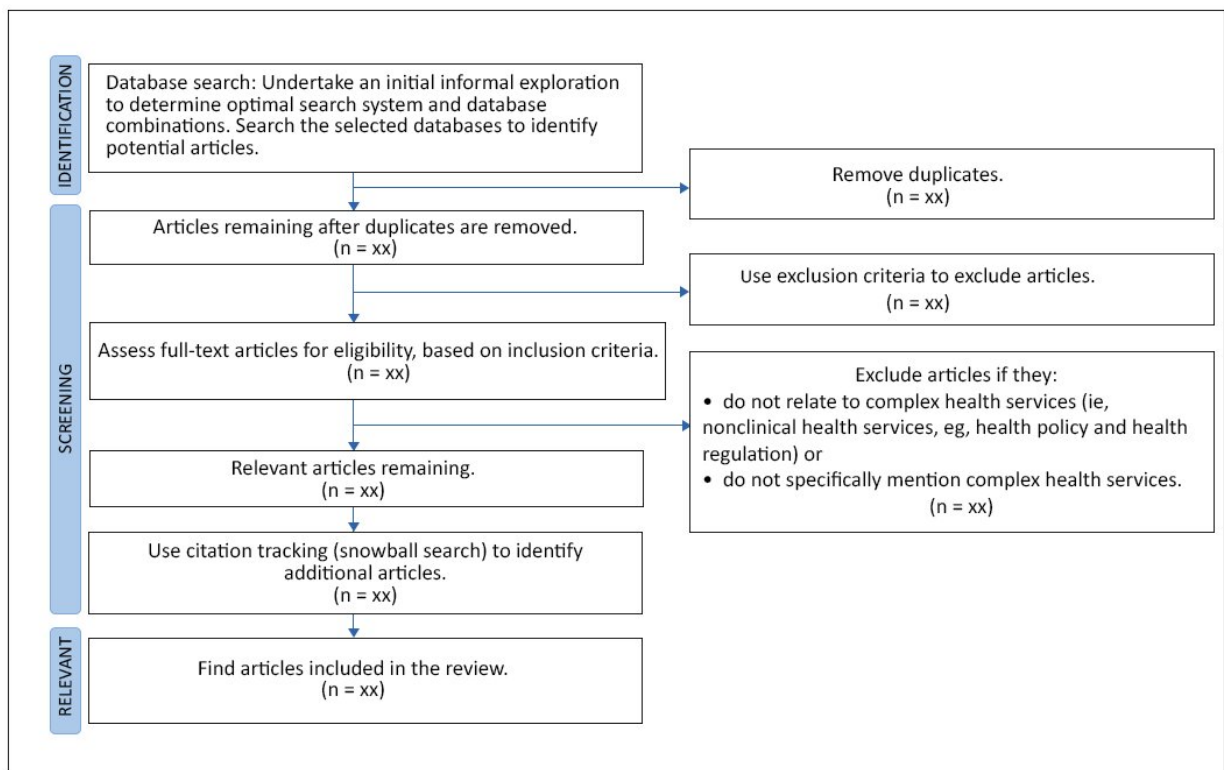 IDENTIFICATION
Database search: Undertake an initial informal exploration
to determine optimal search system and database
combinations. Search the selected databases to identify
potential articles.
Remove duplicates.
(n = xx)
SCREENING
Articles remaining after duplicates are removed.
(n = xx)
Use exclusion criteria to exclude articles.
(n = xx)
Assess full-text articles for eligibility, based on inclusion criteria.
(n = xx)
Exclude articles if they:
• do not relate to complex health services (ie,
nonclinical health services, eg, health policy and health
regulation) or
• do not specifically mention complex health services.
(n = xx)
Relevant articles remaining.
(n = xx)
Use citation tracking (snowball search) to identify
additional articles.
(n = xx)
RELEVANT
Find articles included in the review.
(n = xx)